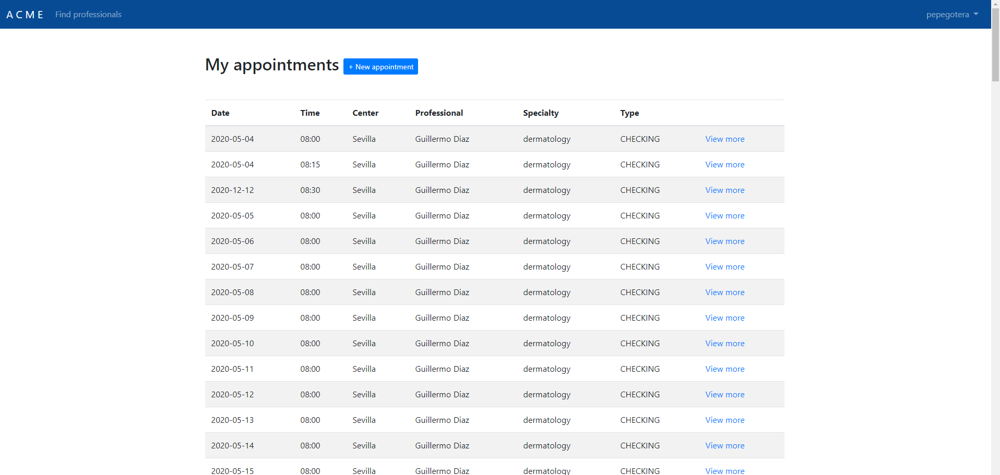 A C M E Find professionals pepegotera
My appointments + New appointment
Date Time Center Professional Specialty Type
2020-05-04 08:00 Sevilla Guillermo Diaz dermatology CHECKING View more
2020-05-04 08:15 Sevilla Guillermo Diaz dermatology CHECKING View more
2020-12-12 08:30 Sevilla Guillermo Diaz dermatology CHECKING View more
2020-05-05 08:00 Sevilla Guillermo Diaz dermatology CHECKING View more
2020-05-06 08:00 Sevilla Guillermo Diaz dermatology CHECKING View more
2020-05-07 08:00 Sevilla Guillermo Diaz dermatology CHECKING View more
2020-05-08 08:00 Sevilla Guillermo Diaz dermatology CHECKING View more
2020-05-09 08:00 Sevilla Guillermo Diaz dermatology CHECKING View more
2020-05-10 08:00 Sevilla Guillermo Diaz dermatology CHECKING View more
2020-05-11 08:00 Sevilla Guillermo Diaz dermatology CHECKING View more
2020-05-12 08:00 Sevilla Guillermo Diaz dermatology CHECKING View more
2020-05-13 08:00 Sevilla Guillermo Diaz dermatology CHECKING View more
2020-05-14 08:00 Sevilla Guillermo Diaz dermatology CHECKING View more
2020-05-15 08:00 Sevilla Guillermo Diaz dermatology CHECKING View more